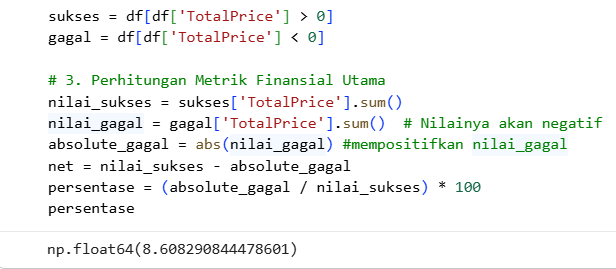 sukses = df[df['TotalPrice'] > 0]
gagal = df[df['TotalPrice'] < 0]
# 3. Perhitungan Metrik Finansial Utama
nilai_sukses = sukses['TotalPrice'].sum()
nilai_gagal = gagal['TotalPrice'].sum()  # Nilainya akan negatif
absolute_gagal = abs(nilai_gagal) #mempositifkan nilai_gagal
net = nilai_sukses - absolute_gagal
persentase = (absolute_gagal / nilai_sukses) * 100
persentase
np.float64(8.608290844478601)